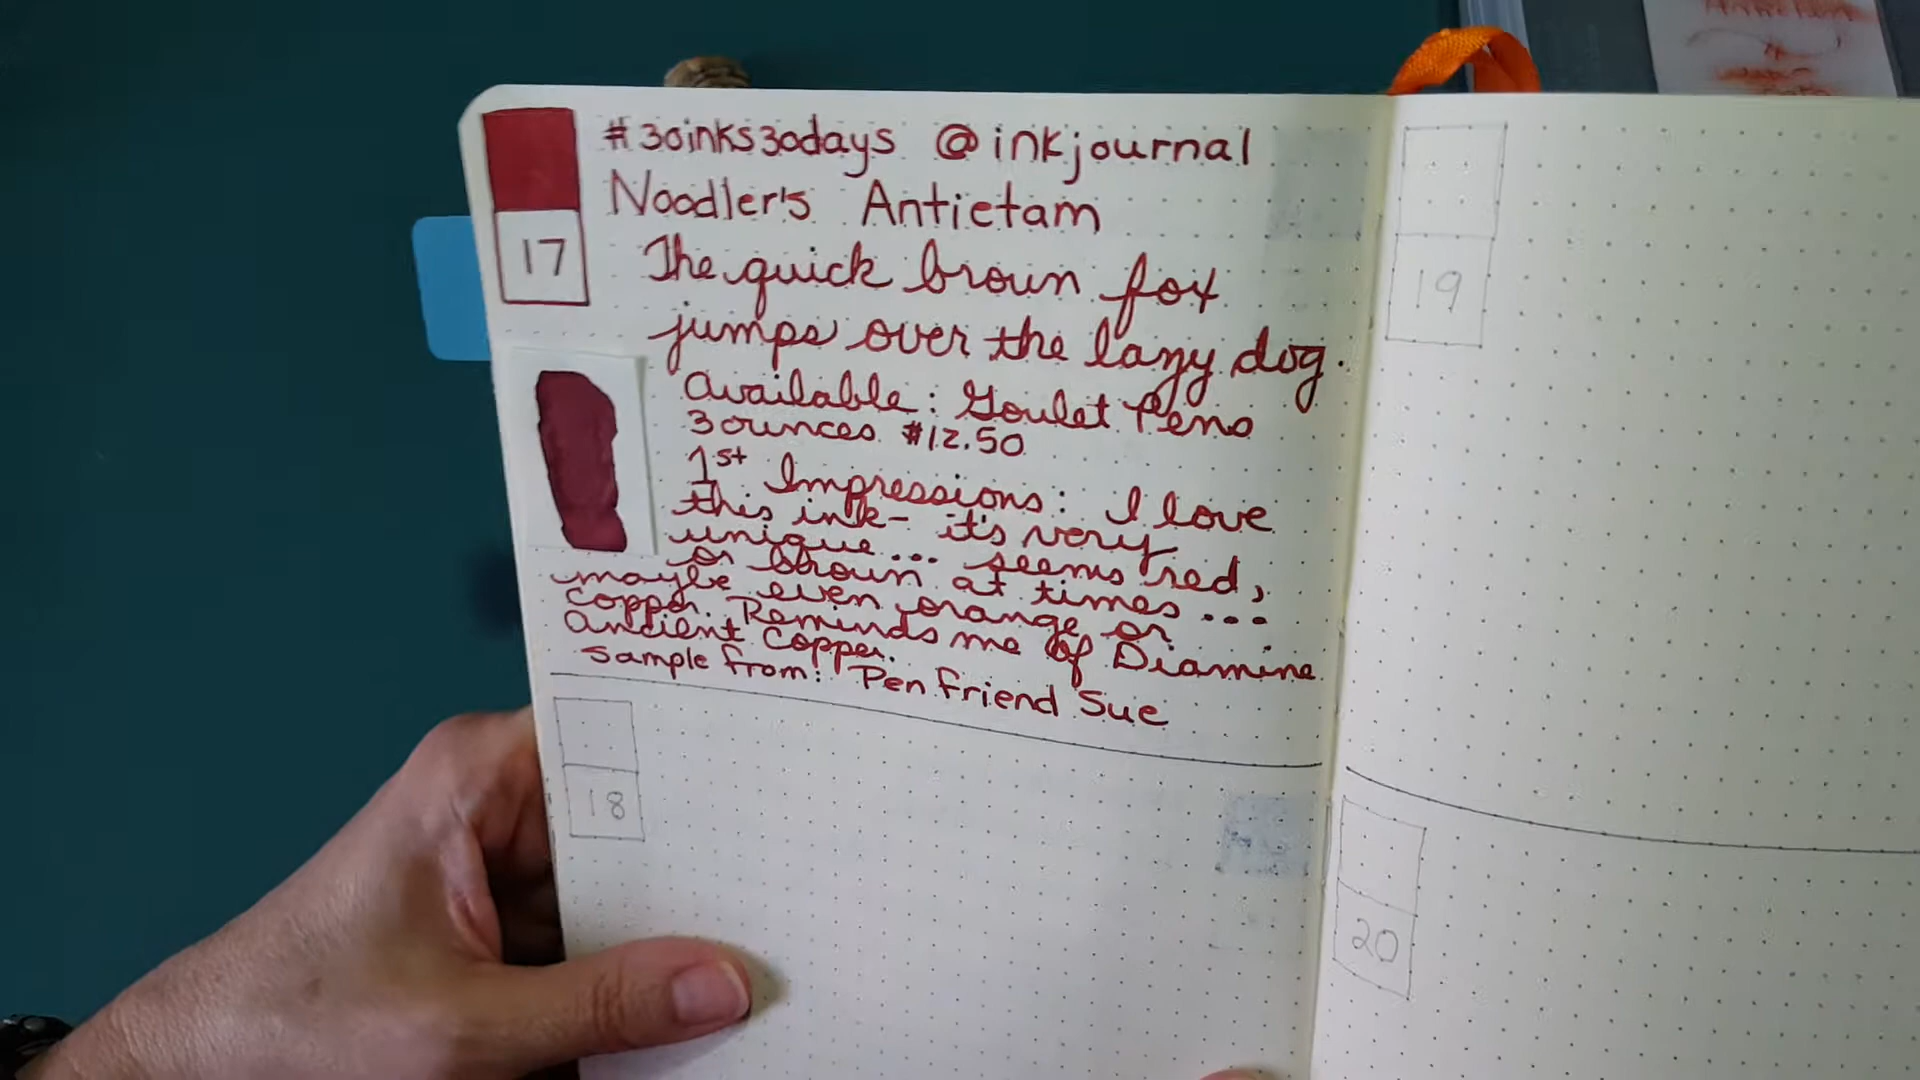 #30inks30days @inkjournal
17
Noodler's Antietam
The quick brown fox
jumps over the lazy dog.
Available: Goulet Pens
3 ounces $12.50
1st Impressions: I love
this ink- it's very
unique... seems red,
or brown at times...
maybe even orange or
copper. Reminds me of Diamine
Ancient Copper.
Sample from: Pen Friend Sue
18
19
20